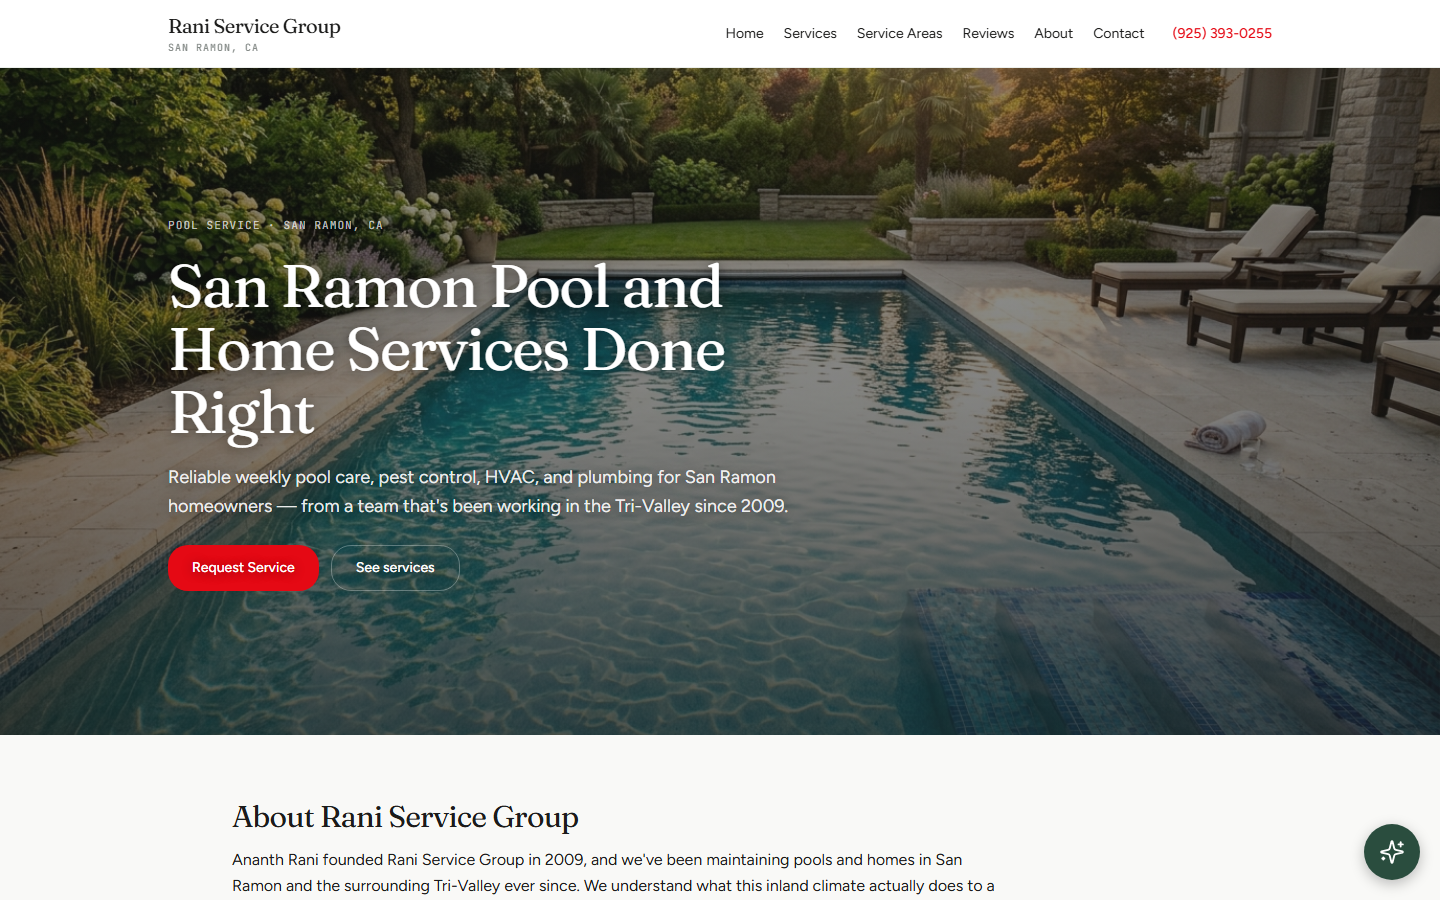 Rani Service Group
SAN RAMON, CA
Home Services Service Areas Reviews About Contact (925) 393-0255
POOL SERVICE · SAN RAMON, CA
San Ramon Pool and
Home Services Done
Right
Reliable weekly pool care, pest control, HVAC, and plumbing for San Ramon
homeowners — from a team that's been working in the Tri-Valley since 2009.
Request Service See services
About Rani Service Group
Ananth Rani founded Rani Service Group in 2009, and we've been maintaining pools and homes in San
Ramon and the surrounding Tri-Valley ever since. We understand what this inland climate actually does to a